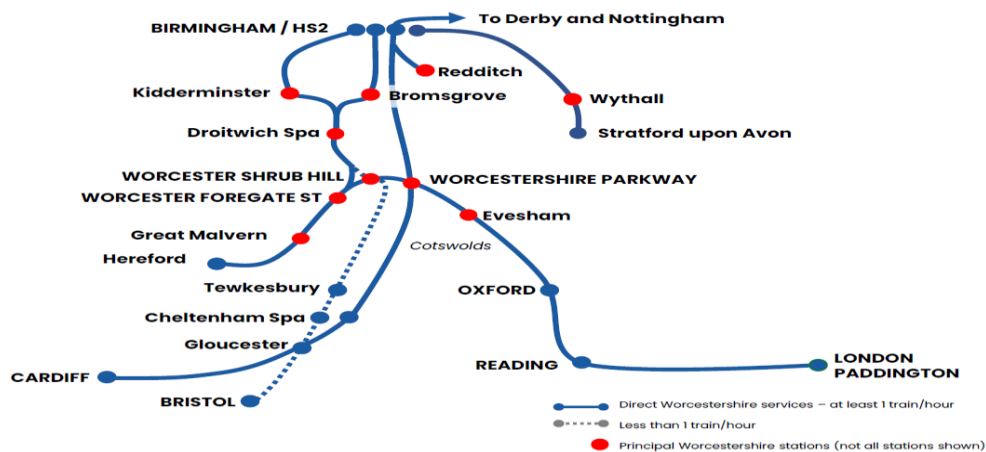 To Derby and Nottingham
BIRMINGHAM / HS2
Redditch
Kidderminster
Bromsgrove
Wythall
Droitwich Spa
Stratford upon Avon
WORCESTER SHRUB HILL
WORCESTERSHIRE PARKWAY
WORCESTER FOREGATE ST
Evesham
Great Malvern
Cotswolds
Hereford
Tewkesbury
OXFORD
Cheltenham Spa
Gloucester
READING
LONDON
PADDINGTON
CARDIFF
BRISTOL
Direct Worcestershire services – at least 1 train/hour
Less than 1 train/hour
Principal Worcestershire stations (not all stations shown)